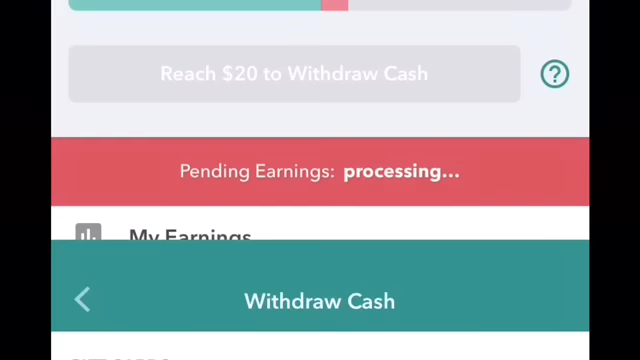 Reach $20 to Withdraw Cash
?
Pending Earnings: processing...
My Earnings
Withdraw Cash